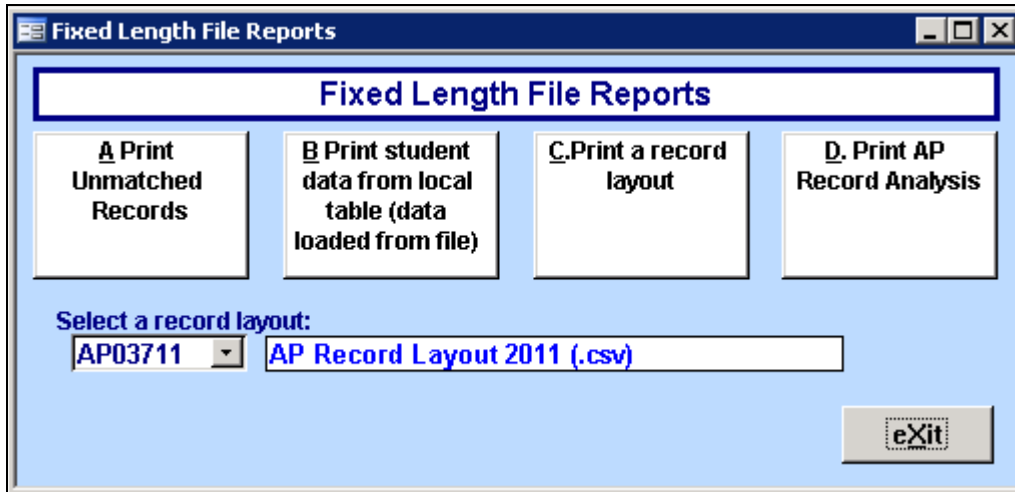 Fixed Length File Reports
Fixed Length File Reports
A Print
Unmatched
Records
B Print student
data from local
table (data
loaded from file)
C.Print a record
layout
D. Print AP
Record Analysis
Select a record layout:
AP03711
AP Record Layout 2011 (.csv)
eXit